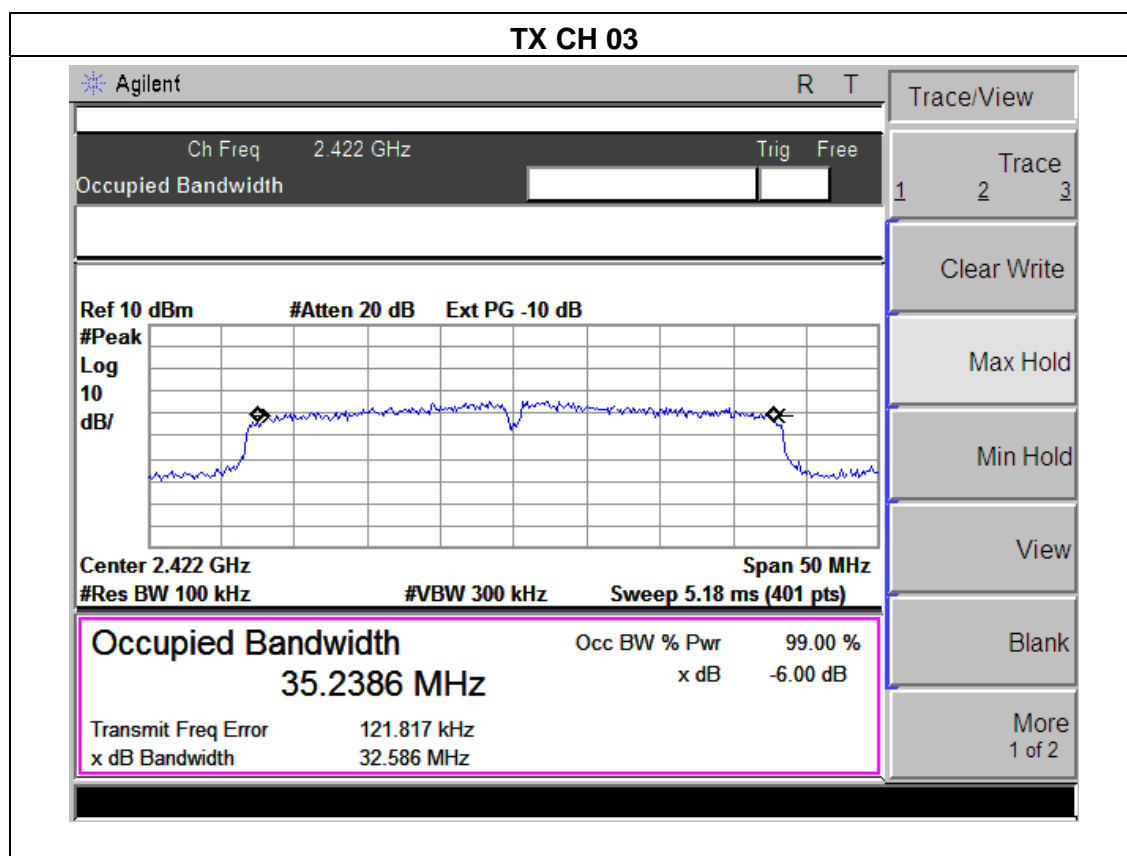 TX CH 03
Agilent R T
Trace/View
Ch Freq 2.422 GHz Trig Free
Occupied Bandwidth
Trace
1 2 3
Clear Write
Ref 10 dBm #Atten 20 dB Ext PG -10 dB
#Peak
Log
10
dB/
Max Hold
Min Hold
View
Center 2.422 GHz Span 50 MHz
#Res BW 100 kHz #VBW 300 kHz Sweep 5.18 ms (401 pts)
Occupied Bandwidth Occ BW % Pwr 99.00 %
35.2386 MHz x dB -6.00 dB
Transmit Freq Error 121.817 kHz
x dB Bandwidth 32.586 MHz
Blank
More
1 of 2